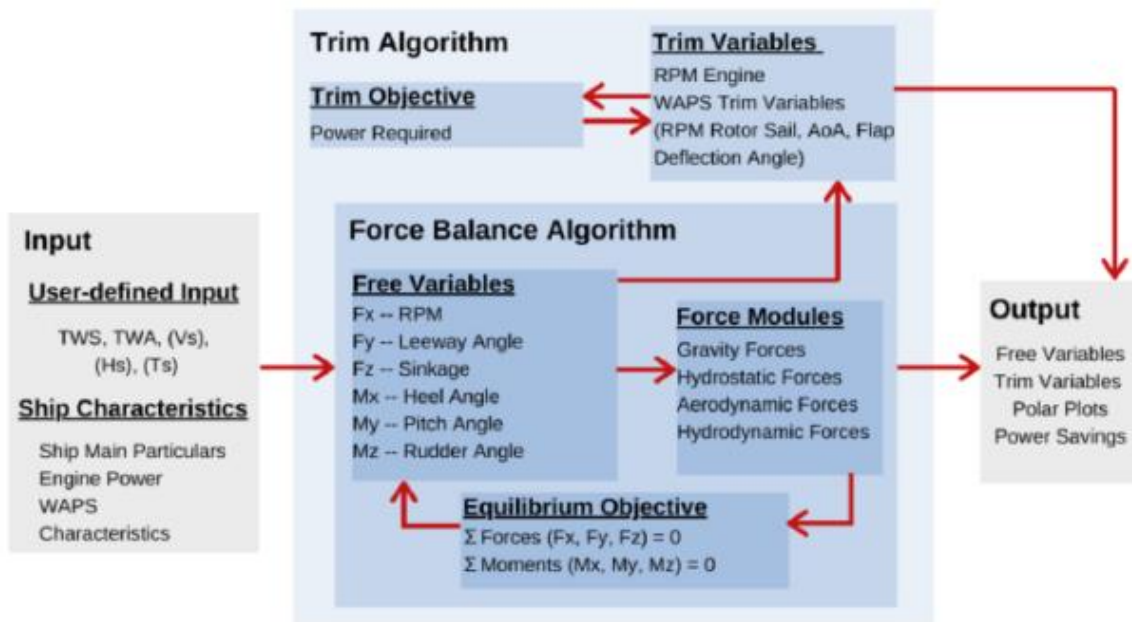 Trim Algorithm
Trim Objective
Power Required
Trim Variables
RPM Engine
WAPS Trim Variables
(RPM Rotor Sail, AoA, Flap
Deflection Angle)
Input
User-defined Input
TWS, TWA, (Vs),
(Hs), (Ts)
Ship Characteristics
Ship Main Particulars
Engine Power
WAPS
Characteristics
Force Balance Algorithm
Free Variables
Fx -- RPM
Fy -- Leeway Angle
Fz -- Sinkage
Mx -- Heel Angle
My -- Pitch Angle
Mz -- Rudder Angle
Force Modules
Gravity Forces
Hydrostatic Forces
Aerodynamic Forces
Hydrodynamic Forces
Equilibrium Objective
Σ Forces (Fx, Fy, Fz) = 0
Σ Moments (Mx, My, Mz) = 0
Output
Free Variables
Trim Variables
Polar Plots
Power Savings